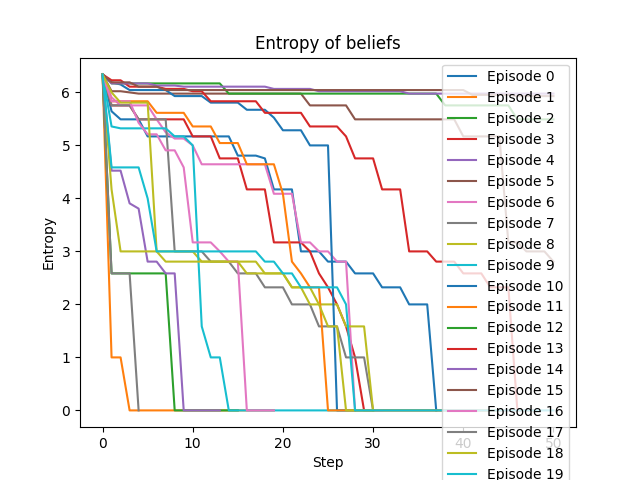 Entropy of beliefs
Entropy
6
5
4
3
2
1
0
0
10
20
30
40
50
Step
Episode 0
Episode 1
Episode 2
Episode 3
Episode 4
Episode 5
Episode 6
Episode 7
Episode 8
Episode 9
Episode 10
Episode 11
Episode 12
Episode 13
Episode 14
Episode 15
Episode 16
Episode 17
Episode 18
Episode 19